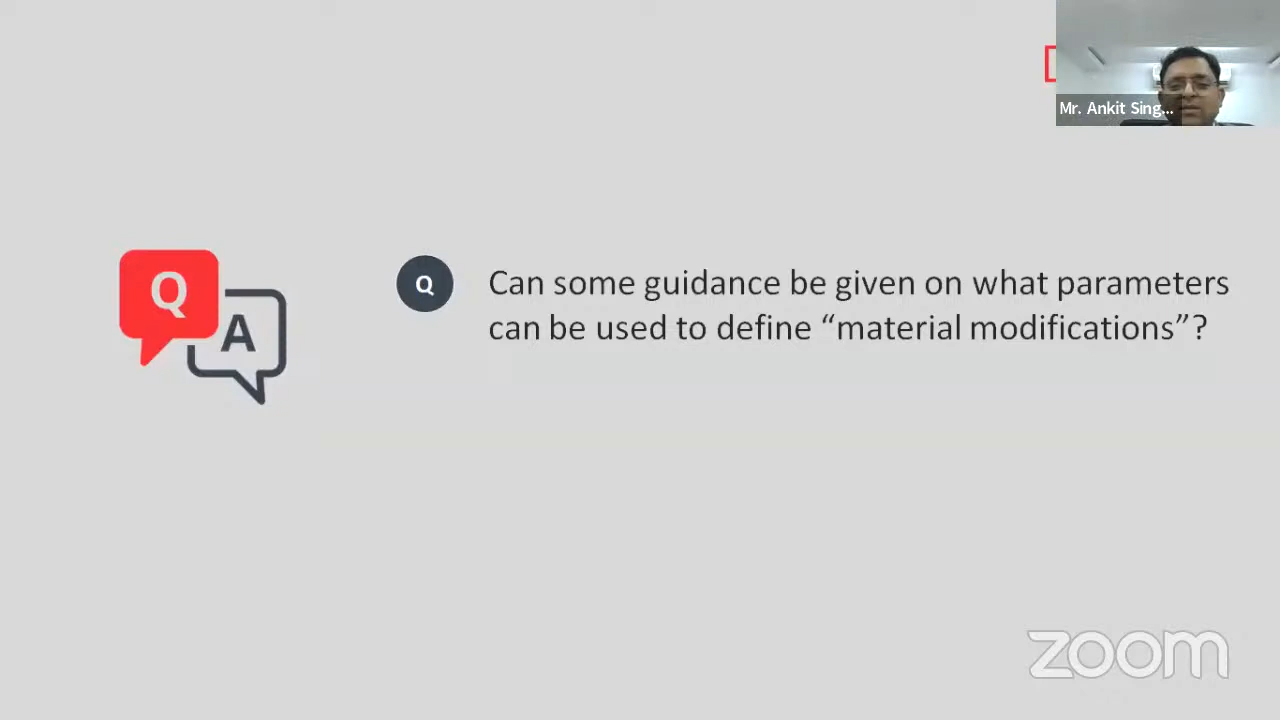 Mr. Ankit Sing...
Q
A
Q
Can some guidance be given on what parameters
can be used to define “material modifications”?
zoom